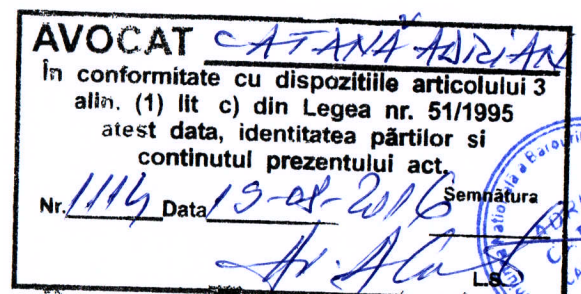 AVOCAT CATANĂ ADRIAN
În conformitate cu dispozitiile articolului 3
alin. (1) lit c) din Legea nr. 51/1995
atest data, identitatea părtilor si
continutul prezentului act.
Nr. 1114 Data 19-08-2016 Semnătura
L.S.